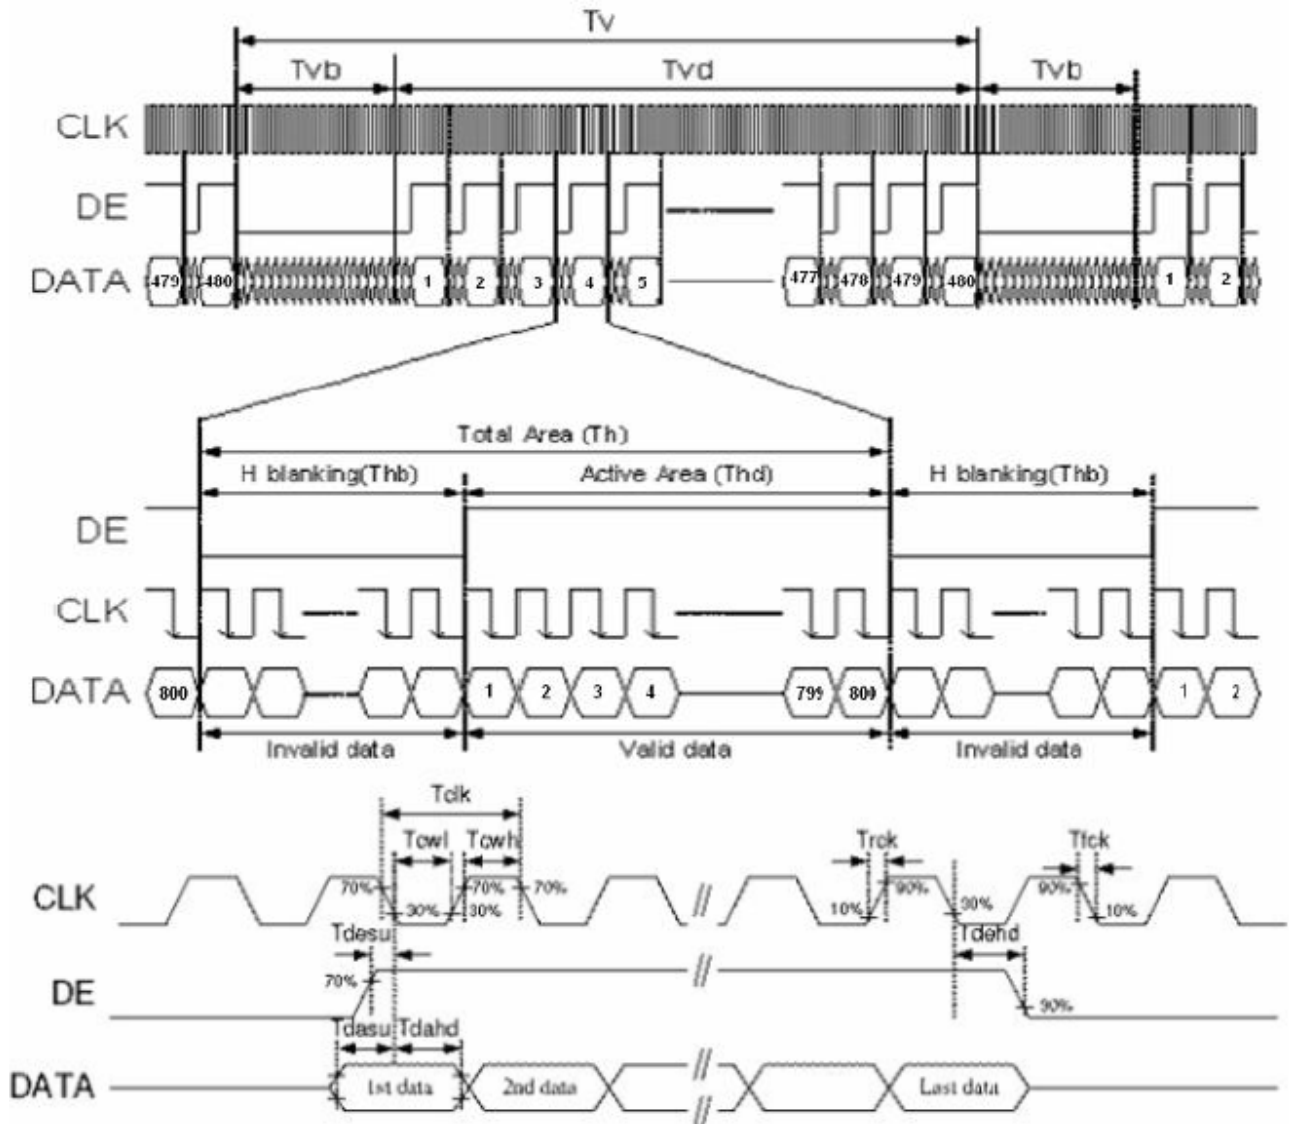 Tv
Tvb Tvd Tvb
CLK
DE
DATA 479 480 1 2 3 4 5 477 478 479 480 1 2
Total Area (Th)
H blanking(Thb) Active Area (Thd) H blanking(Thb)
DE
CLK
DATA 800 1 2 3 4 799 800 1 2
Invalid data Valid data Invalid data
Tclk
Tcwl Tcwh Trck Tfck
CLK 70% 70% 70% 90% 30% 90%
30% 30% 10% 10%
Tdesu Tdehd
70%
DE 30%
Tdasu Tdahd
DATA 1st data 2nd data Last data